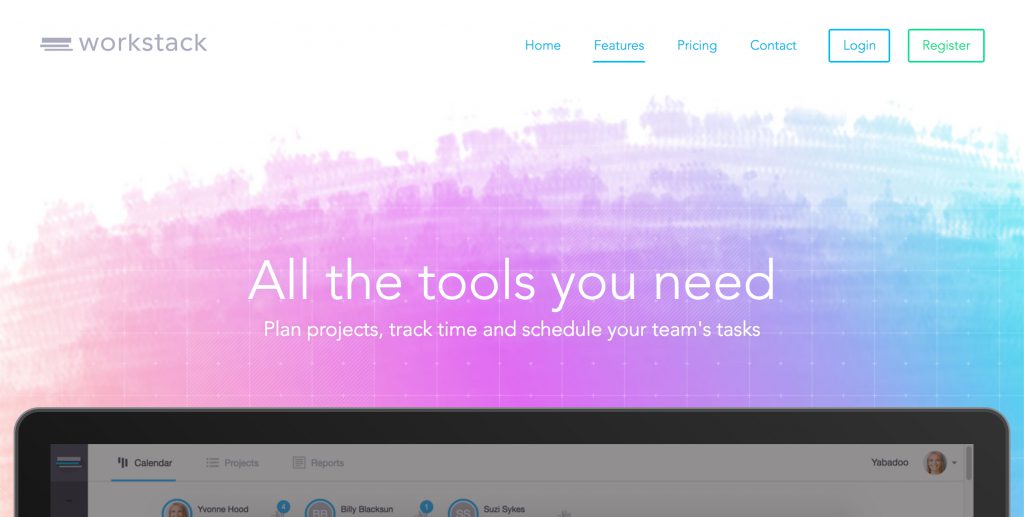 workstack
Home Features Pricing Contact Login Register
All the tools you need
Plan projects, track time and schedule your team's tasks
Calendar Projects Reports Yabadoo
Yvonne Hood 4 BB Billy Blacksun 1 SS Suzi Sykes